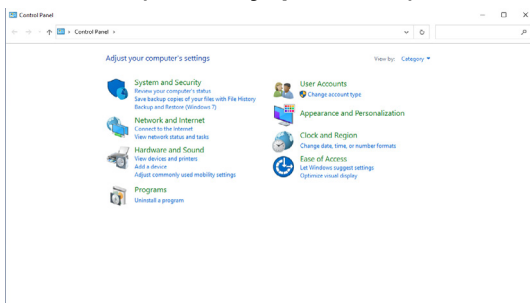 Control Panel
Control Panel
Adjust your computer's settings
View by: Category
System and Security
Review your computer's status
Save backup copies of your files with File History
Backup and Restore (Windows 7)
Network and Internet
Connect to the Internet
View network status and tasks
Hardware and Sound
View devices and printers
Add a device
Adjust commonly used mobility settings
Programs
Uninstall a program
User Accounts
Change account type
Appearance and Personalization
Clock and Region
Change date, time, or number formats
Ease of Access
Let Windows suggest settings
Optimize visual display